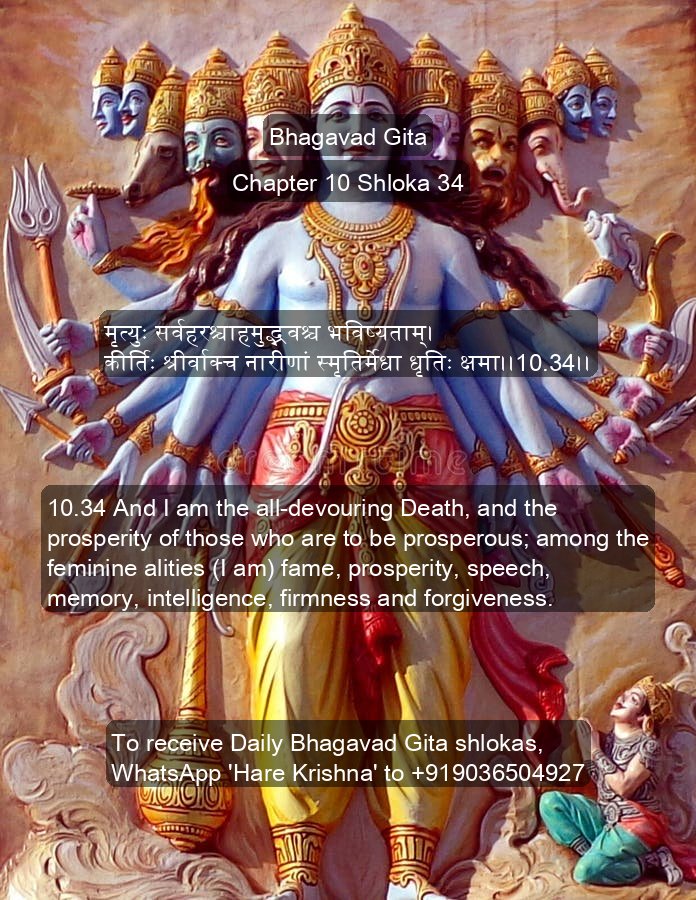 Bhagavad Gita
Chapter 10 Shloka 34
मृत्युः सर्वहरश्चाहमुद्भवश्च भविष्यताम्।
कीर्तिः श्रीर्वाक्च नारीणां स्मृतिर्मेधा धृतिः क्षमा।।10.34।।
10.34 And I am the all-devouring Death, and the
prosperity of those who are to be prosperous; among the
feminine alities (I am) fame, prosperity, speech,
memory, intelligence, firmness and forgiveness.
To receive Daily Bhagavad Gita shlokas,
WhatsApp 'Hare Krishna' to +919036504927